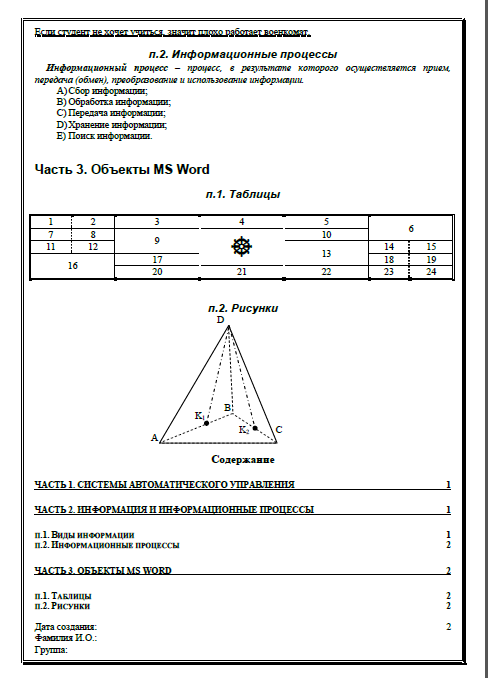 Если студент не хочет учиться, значит плохо работает военкомат.
п.2. Информационные процессы
Информационный процесс – процесс, в результате которого осуществляется прием,
передача (обмен), преобразование и использование информации.
A) Сбор информации;
B) Обработка информации;
C) Передача информации;
D) Хранение информации;
E) Поиск информации.
Часть 3. Объекты MS Word
п.1. Таблицы
1 2 3 4 5 6
7 8 9 10
11 12 13 14 15
16 17 18 19
20 21 22 23 24
п.2. Рисунки
D
B
K1
K2
A C
Содержание
ЧАСТЬ 1. СИСТЕМЫ АВТОМАТИЧЕСКОГО УПРАВЛЕНИЯ 1
ЧАСТЬ 2. ИНФОРМАЦИЯ И ИНФОРМАЦИОННЫЕ ПРОЦЕССЫ 1
П.1. ВИДЫ ИНФОРМАЦИИ 1
П.2. ИНФОРМАЦИОННЫЕ ПРОЦЕССЫ 2
ЧАСТЬ 3. ОБЪЕКТЫ MS WORD 2
П.1. ТАБЛИЦЫ 2
П.2. РИСУНКИ 2
Дата создания: 2
Фамилия И.О.:
Группа: